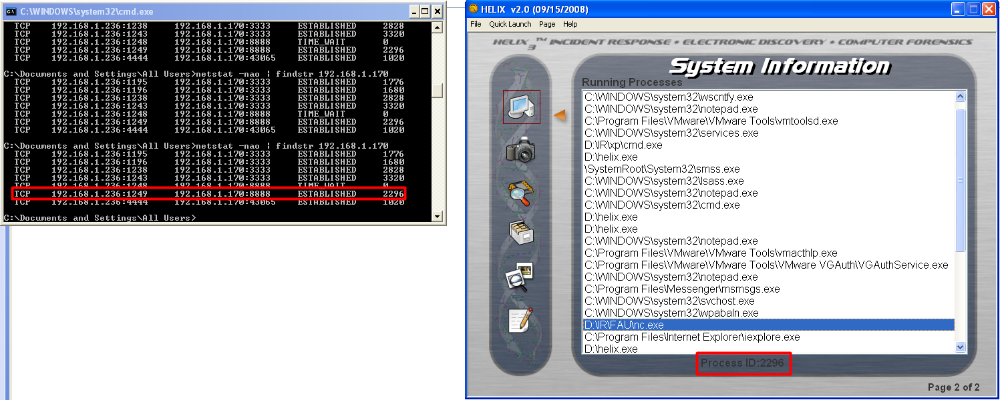 C:\WINDOWS\system32\cmd.exe
TCP 192.168.1.236:1238 192.168.1.170:3333 ESTABLISHED 2828
TCP 192.168.1.236:1243 192.168.1.170:3333 ESTABLISHED 3320
TCP 192.168.1.236:1248 192.168.1.170:8888 TIME_WAIT 0
TCP 192.168.1.236:1249 192.168.1.170:8888 ESTABLISHED 2296
TCP 192.168.1.236:4444 192.168.1.170:43065 ESTABLISHED 1020
C:\Documents and Settings\All Users>netstat -nao | findstr 192.168.1.170
TCP 192.168.1.236:1195 192.168.1.170:3333 ESTABLISHED 1776
TCP 192.168.1.236:1196 192.168.1.170:3333 ESTABLISHED 1680
TCP 192.168.1.236:1238 192.168.1.170:3333 ESTABLISHED 2828
TCP 192.168.1.236:1243 192.168.1.170:3333 ESTABLISHED 3320
TCP 192.168.1.236:1248 192.168.1.170:8888 TIME_WAIT 0
TCP 192.168.1.236:1249 192.168.1.170:8888 ESTABLISHED 2296
TCP 192.168.1.236:4444 192.168.1.170:43065 ESTABLISHED 1020
C:\Documents and Settings\All Users>netstat -nao | findstr 192.168.1.170
TCP 192.168.1.236:1195 192.168.1.170:3333 ESTABLISHED 1776
TCP 192.168.1.236:1196 192.168.1.170:3333 ESTABLISHED 1680
TCP 192.168.1.236:1238 192.168.1.170:3333 ESTABLISHED 2828
TCP 192.168.1.236:1243 192.168.1.170:3333 ESTABLISHED 3320
TCP 192.168.1.236:1248 192.168.1.170:8888 TIME_WAIT 0
TCP 192.168.1.236:1249 192.168.1.170:8888 ESTABLISHED 2296
TCP 192.168.1.236:4444 192.168.1.170:43065 ESTABLISHED 1020
C:\Documents and Settings\All Users>
HELIX v2.0 (09/15/2008)
File Quick Launch Page Help
HELIX 3™ INCIDENT RESPONSE • ELECTRONIC DISCOVERY • COMPUTER FORENSICS
System Information
Running Processes
C:\WINDOWS\system32\wscntfy.exe
C:\WINDOWS\system32\notepad.exe
C:\Program Files\VMware\VMware Tools\vmtoolsd.exe
C:\WINDOWS\system32\services.exe
D:\IR\xp\cmd.exe
D:\helix.exe
\SystemRoot\System32\smss.exe
C:\WINDOWS\system32\lsass.exe
C:\WINDOWS\system32\notepad.exe
C:\WINDOWS\system32\cmd.exe
D:\helix.exe
D:\helix.exe
C:\WINDOWS\system32\notepad.exe
C:\Program Files\VMware\VMware Tools\vmacthlp.exe
C:\Program Files\VMware\VMware Tools\VMware VGAuth\VGAuthService.exe
C:\WINDOWS\system32\notepad.exe
C:\Program Files\Messenger\msmsgs.exe
C:\WINDOWS\system32\svchost.exe
C:\WINDOWS\system32\wpabaln.exe
D:\IR\FAU\nc.exe
C:\Program Files\Internet Explorer\iexplore.exe
D:\helix.exe
Process ID:2296
Page 2 of 2